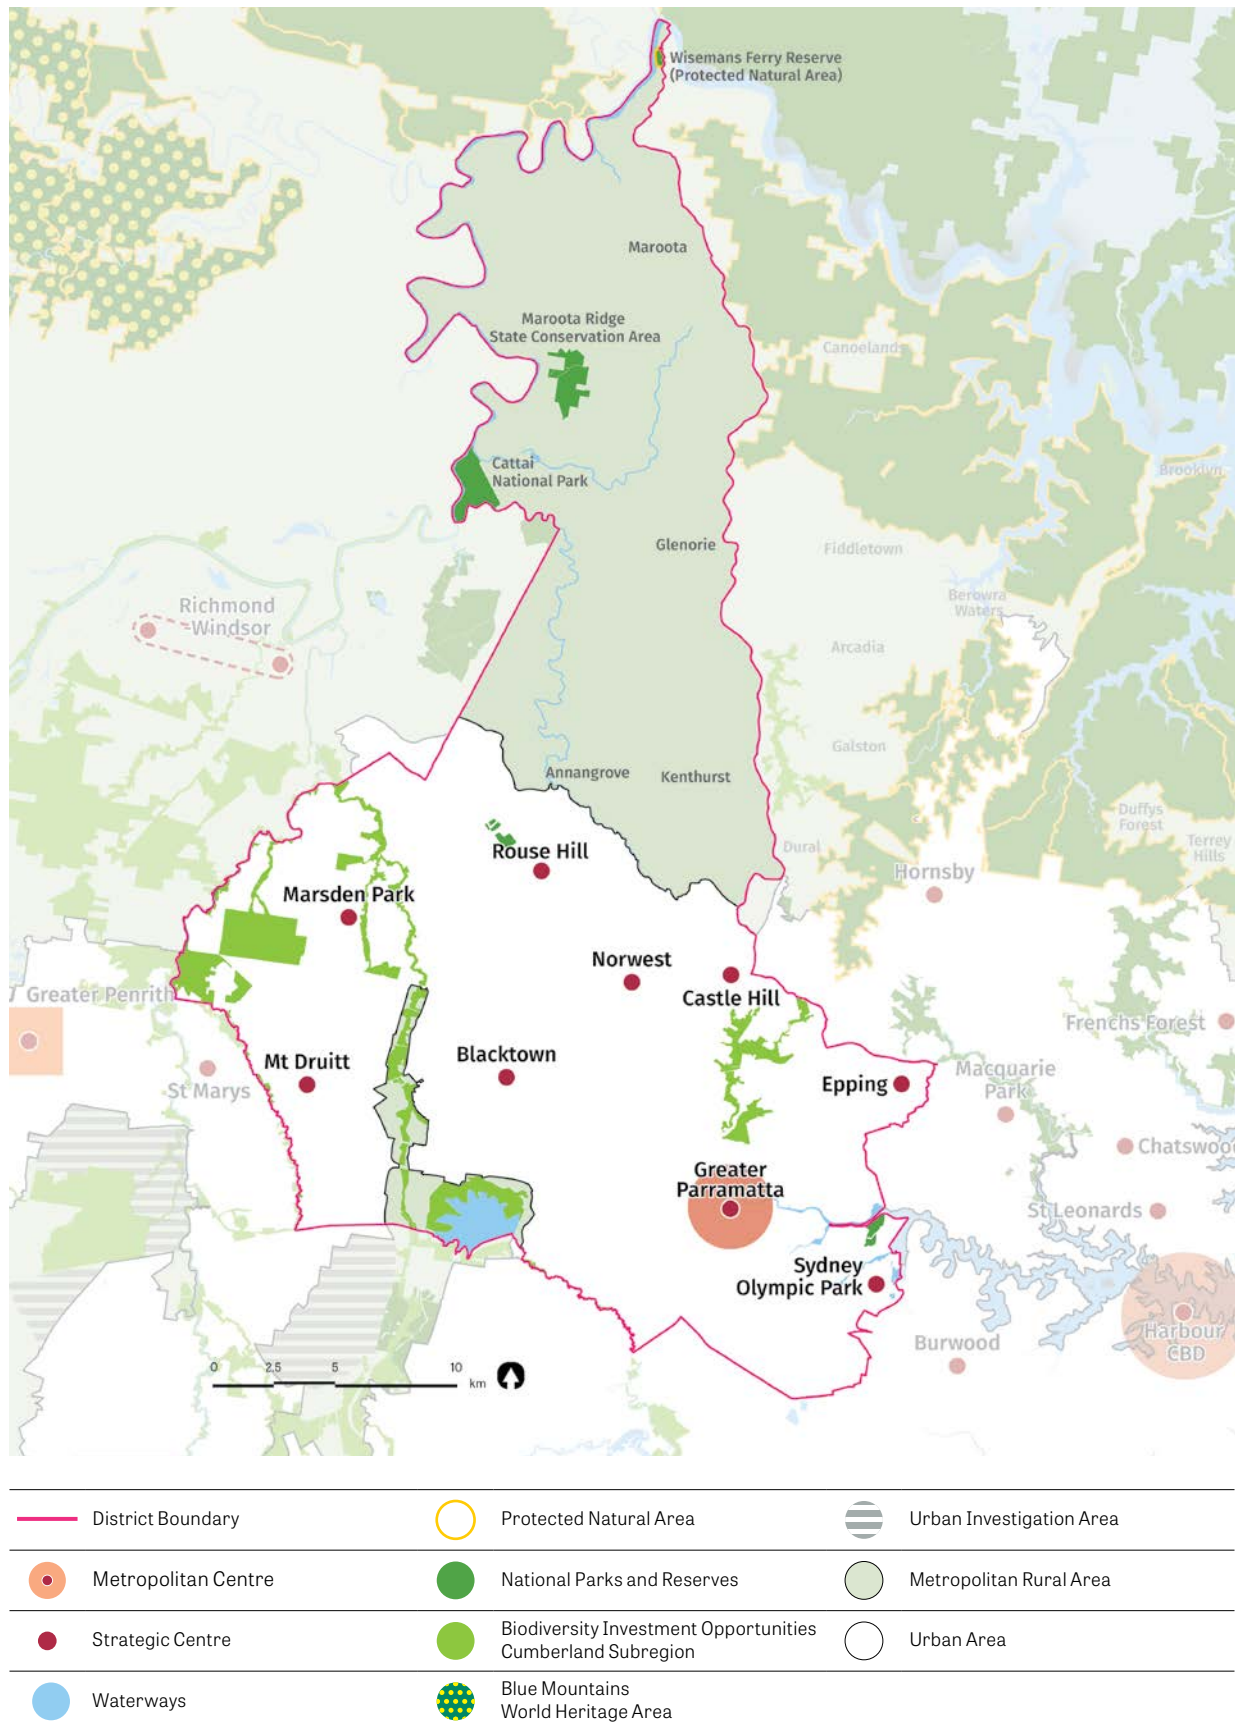 Wisemans Ferry Reserve
(Protected Natural Area)
Maroota
Maroota Ridge
State Conservation Area
Canoelands
Cattai
National Park
Brooklyn
Glenorie
Fiddletown
Berowra
Waters
Richmond
-Windsor
Arcadia
Galston
Annangrove
Kenthurst
Duffys
Forest
Terrey
Hills
Dural
Rouse Hill
Hornsby
Marsden Park
Norwest
Castle Hill
Greater Penrith
Frenchs Forest
Mt Druitt
Blacktown
Epping
Macquarie
Park
St Marys
Chatswoo
Greater
Parramatta
St Leonards
Sydney
Olympic Park
Harbour
CBD
Burwood
0 2.5 5 10
km
District Boundary
Protected Natural Area
Urban Investigation Area
Metropolitan Centre
National Parks and Reserves
Metropolitan Rural Area
Strategic Centre
Biodiversity Investment Opportunities
Cumberland Subregion
Urban Area
Waterways
Blue Mountains
World Heritage Area